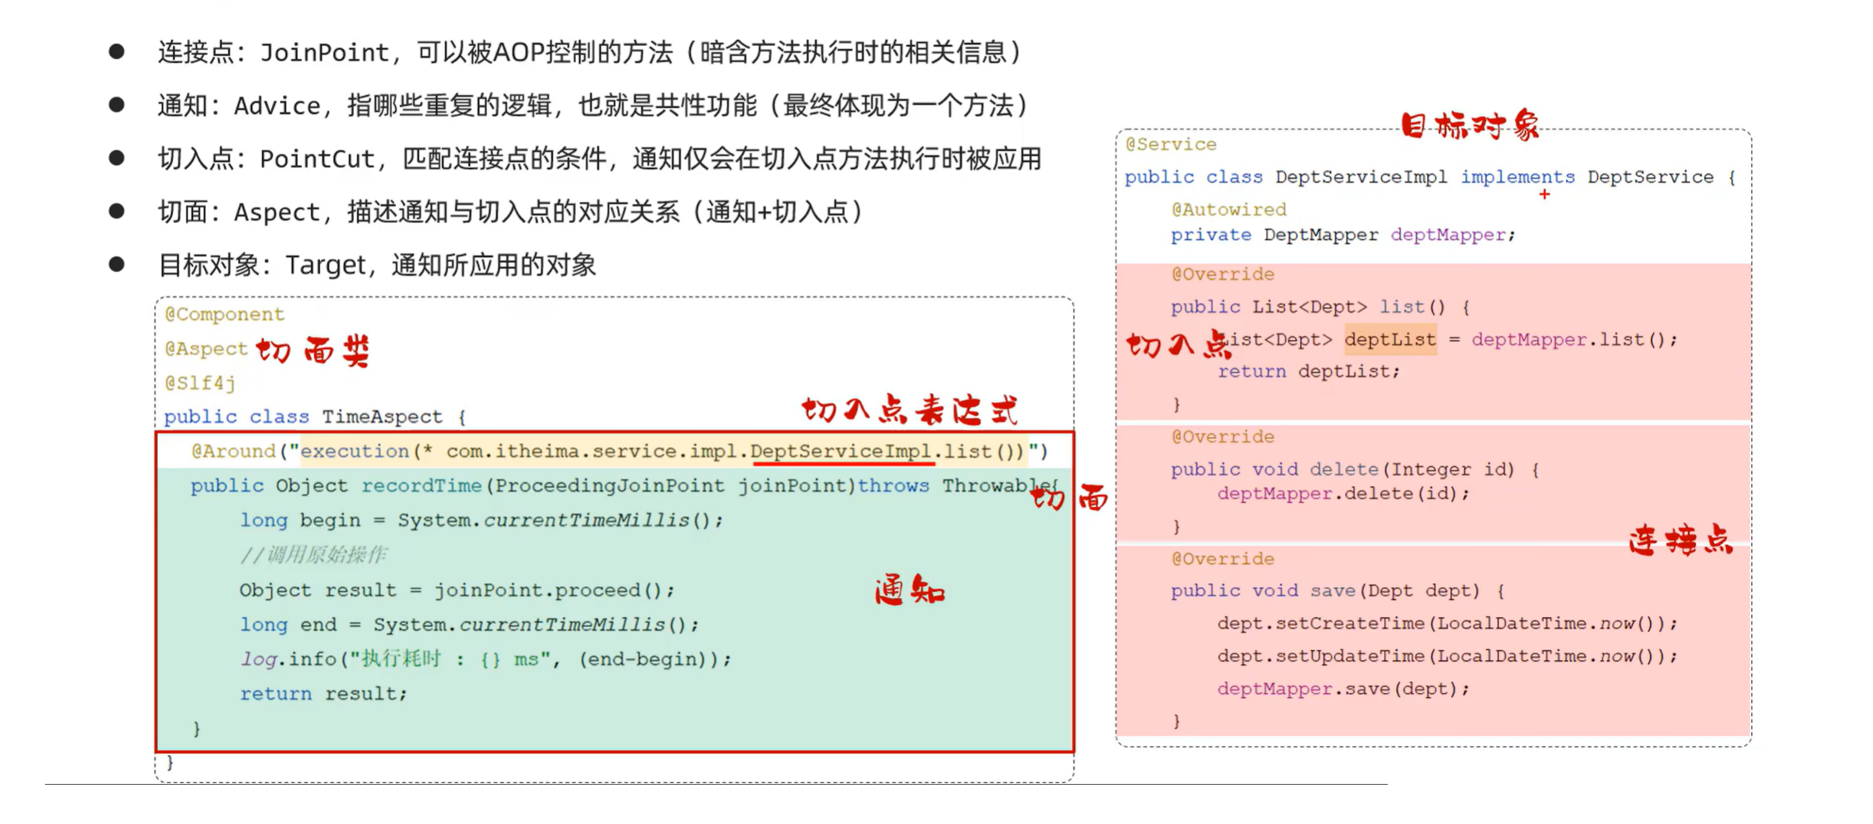 ● 连接点：JoinPoint，可以被AOP控制的方法（暗含方法执行时的相关信息）
● 通知：Advice，指哪些重复的逻辑，也就是共性功能（最终体现为一个方法）
● 切入点：PointCut，匹配连接点的条件，通知仅会在切入点方法执行时被应用
● 切面：Aspect，描述通知与切入点的对应关系（通知+切入点）
● 目标对象：Target，通知所应用的对象
@Component
@Aspect 切面类
@Slf4j
public class TimeAspect {
切入点表达式
@Around("execution(* com.itheima.service.impl.DeptServiceImpl.list())")
public Object recordTime(ProceedingJoinPoint joinPoint)throws Throwable{
切面
long begin = System.currentTimeMillis();
//调用原始操作
Object result = joinPoint.proceed();
通知
long end = System.currentTimeMillis();
log.info("执行耗时 : {} ms", (end-begin));
return result;
}
}
目标对象
@Service
public class DeptServiceImpl implements DeptService {
@Autowired
private DeptMapper deptMapper;
@Override
public List<Dept> list() {
切入点
List<Dept> deptList = deptMapper.list();
return deptList;
}
@Override
public void delete(Integer id) {
deptMapper.delete(id);
}
连接点
@Override
public void save(Dept dept) {
dept.setCreateTime(LocalDateTime.now());
dept.setUpdateTime(LocalDateTime.now());
deptMapper.save(dept);
}